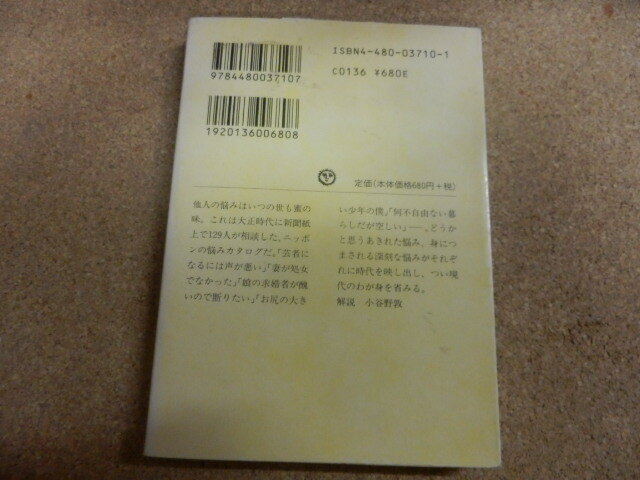 ISBN4-480-03710-1
9784480037107
C0136 ¥680E
1920136006808
定価(本体価格680円+税)
他人の悩みはいつの世も蜜の
味。これは大正時代に新聞紙
上で129人が相談した、ニッポ
ンの悩みカタログだ。「芸者に
なるには声が悪い」「妻が処女
でなかった」「娘の求婚者が醜
いので断りたい」「お尻の大き
い少年の僕」「何不自由ない暮
らしだが空しい」──。どうか
と思うあきれた悩み、身につ
まされる深刻な悩みがそれぞ
れに時代を映し出し、つい現
代のわが身を省みる。
解説 小谷野敦